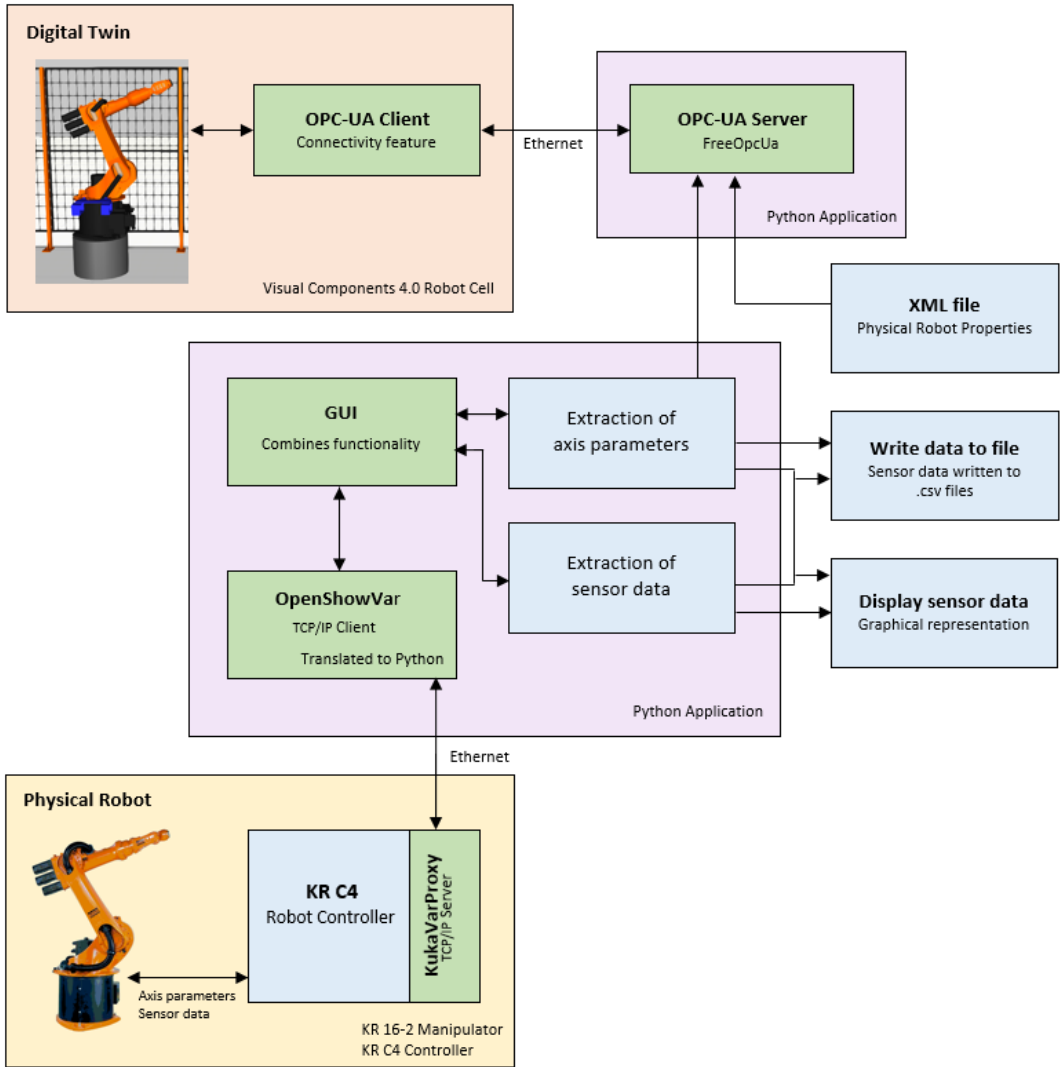 Digital Twin
OPC-UA Client
Connectivity feature
Visual Components 4.0 Robot Cell
Ethernet
OPC-UA Server
FreeOpcUa
Python Application
XML file
Physical Robot Properties
GUI
Combines functionality
Extraction of
axis parameters
Write data to file
Sensor data written to
.csv files
OpenShowVar
TCP/IP Client
Translated to Python
Extraction of
sensor data
Display sensor data
Graphical representation
Python Application
Ethernet
Physical Robot
KR C4
Robot Controller
KukaVarProxy
TCP/IP Server
Axis parameters
Sensor data
KR 16-2 Manipulator
KR C4 Controller